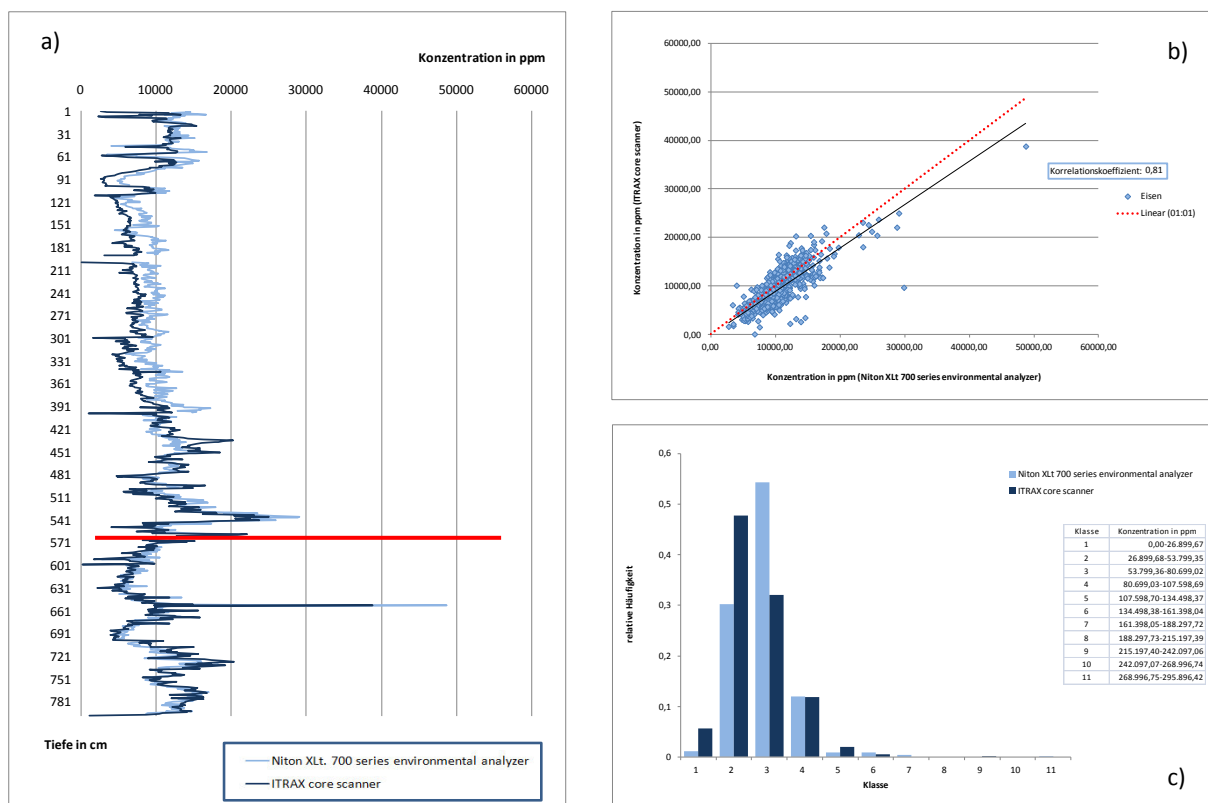 a)
Konzentration in ppm
0 10000 20000 30000 40000 50000 60000
1
31
61
91
121
151
181
211
241
271
301
331
361
391
421
451
481
511
541
571
601
631
661
691
721
751
781
Tiefe in cm
Niton XLt. 700 series environmental analyzer
ITRAX core scanner
b)
Konzentration in ppm (ITRAX core scanner)
60000,00
50000,00
40000,00
30000,00
20000,00
10000,00
0,00
0,00 10000,00 20000,00 30000,00 40000,00 50000,00 60000,00
Konzentration in ppm (Niton XLT 700 series environmental analyzer)
Korrelationskoeffizient: 0,81
Eisen
Linear (01:01)
relative Häufigkeit
0,6
0,5
0,4
0,3
0,2
0,1
0
1 2 3 4 5 6 7 8 9 10 11
Klasse
Niton XLt 700 series environmental analyzer
ITRAX core scanner
Klasse Konzentration in ppm
1 0,00-26.899,67
2 26.899,68-53.799,35
3 53.799,36-80.699,02
4 80.699,03-107.598,69
5 107.598,70-134.498,37
6 134.498,38-161.398,04
7 161.398,05-188.297,72
8 188.297,73-215.197,39
9 215.197,40-242.097,06
10 242.097,07-268.996,74
11 268.996,75-295.896,42
c)